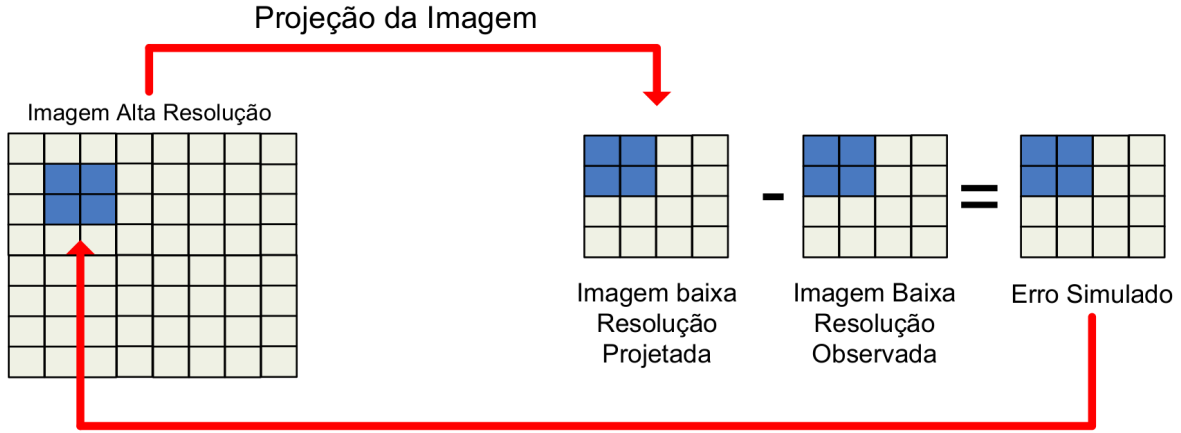 Projeção da Imagem
Imagem Alta Resolução
-
=
Imagem baixa
Resolução
Projetada
Imagem Baixa
Resolução
Observada
Erro Simulado